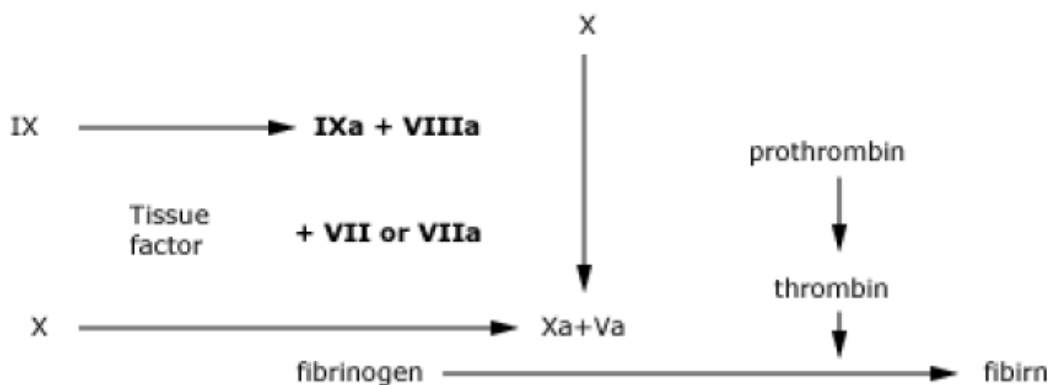 X
IX
IXa + VIIIa
prothrombin
Tissue
factor
+ VII or VIIa
thrombin
X
Xa+Va
fibrinogen
fibirn